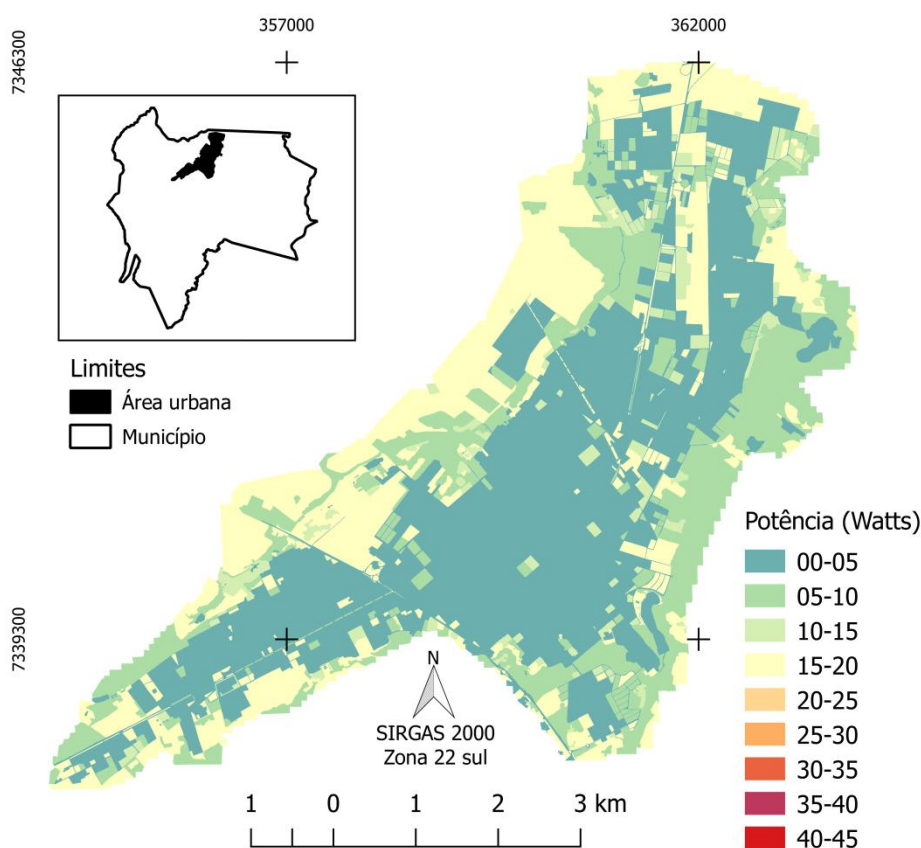 357000
362000
7346300
Limites
Área urbana
Município
7339300
N
SIRGAS 2000
Zona 22 sul
1 0 1 2 3 km
Potência (Watts)
00-05
05-10
10-15
15-20
20-25
25-30
30-35
35-40
40-45